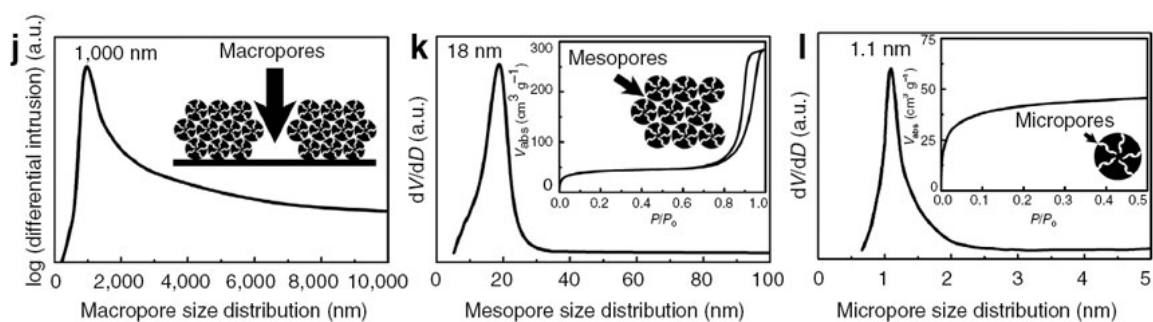 j
1,000 nm
Macropores
log (differential intrusion) (a.u.)
0 2,000 4,000 6,000 8,000 10,000
Macropore size distribution (nm)
k
18 nm
Mesopores
dV/dD (a.u.)
0 20 40 60 80 100
Mesopore size distribution (nm)
300
200
100
0
Vabs (cm³ g⁻¹)
0.0 0.2 0.4 0.6 0.8 1.0
P/P₀
l
1.1 nm
Micropores
dV/dD (a.u.)
0 1 2 3 4 5
Micropore size distribution (nm)
75
50
25
0
Vabs (cm³ g⁻¹)
0.0 0.1 0.2 0.3 0.4 0.5
P/P₀